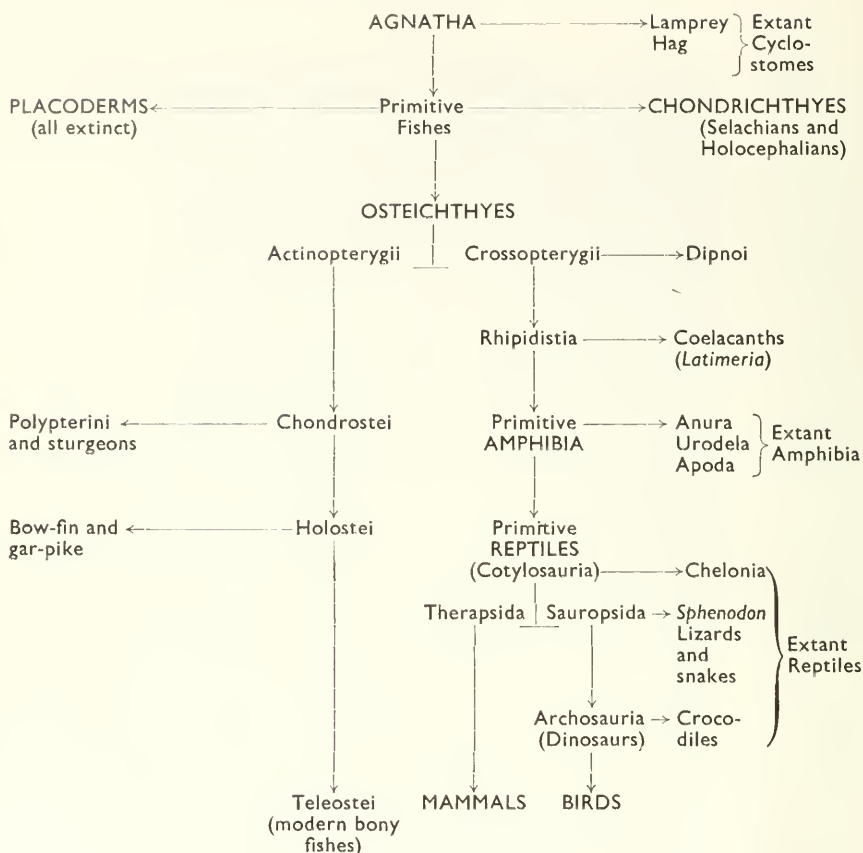 AGNATHA
Lamprey
Hag
Extant
Cyclo-
stomes
PLACODERMS
(all extinct)
Primitive
Fishes
CHONDRICHTHYES
(Selachians and
Holocephalians)
OSTEICHTHYES
Actinopterygii
Crossopterygii
Dipnoi
Rhipidistia
Coelacanths
(Latimeria)
Polypterini
and sturgeons
Chondrostei
Primitive
AMPHIBIA
Anura
Urodela
Apoda
Extant
Amphibia
Bow-fin and
gar-pike
Holostei
Primitive
REPTILES
(Cotylosauria)
Chelonia
Therapsida
Sauropsida
Sphenodon
Lizards
and
snakes
Extant
Reptiles
Archosauria
(Dinosaurs)
Croco-
diles
Teleostei
(modern bony
fishes)
MAMMALS
BIRDS